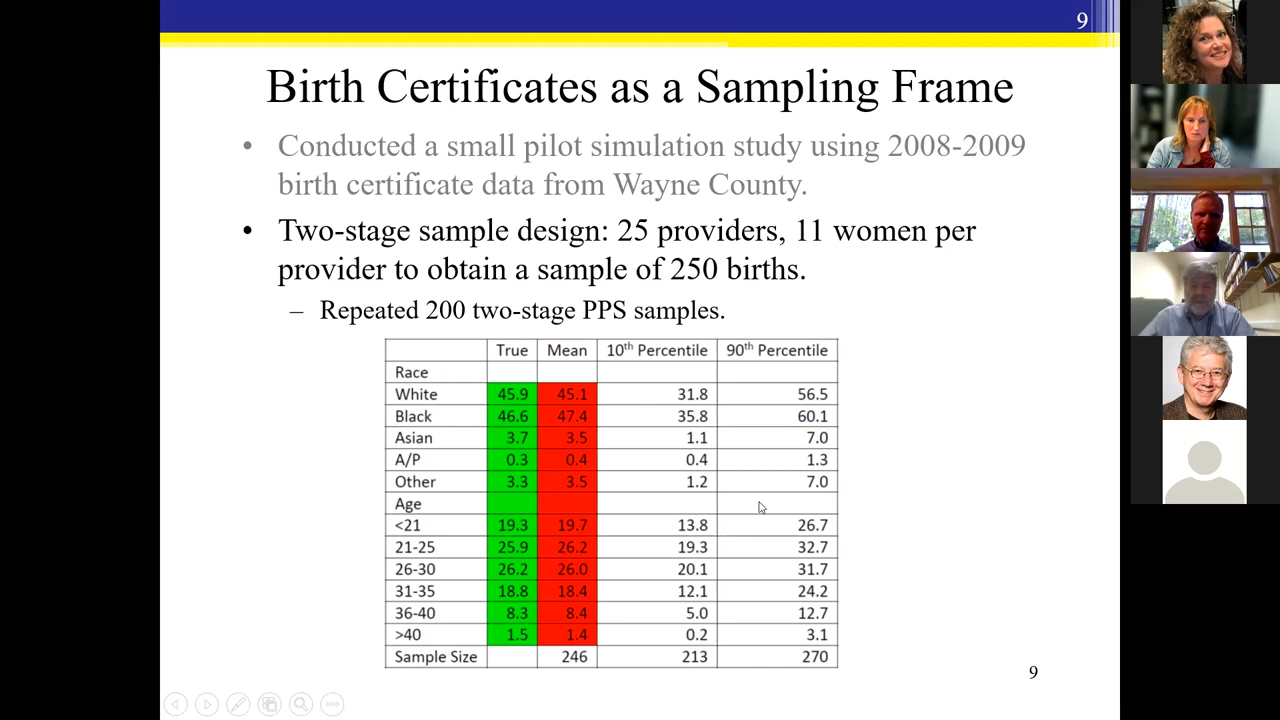 9
Birth Certificates as a Sampling Frame
• Conducted a small pilot simulation study using 2008-2009
birth certificate data from Wayne County.
• Two-stage sample design: 25 providers, 11 women per
provider to obtain a sample of 250 births.
– Repeated 200 two-stage PPS samples.
True Mean 10th Percentile 90th Percentile
Race
White 45.9 45.1 31.8 56.5
Black 46.6 47.4 35.8 60.1
Asian 3.7 3.5 1.1 7.0
A/P 0.3 0.4 0.4 1.3
Other 3.3 3.5 1.2 7.0
Age
<21 19.3 19.7 13.8 26.7
21-25 25.9 26.2 19.3 32.7
26-30 26.2 26.0 20.1 31.7
31-35 18.8 18.4 12.1 24.2
36-40 8.3 8.4 5.0 12.7
>40 1.5 1.4 0.2 3.1
Sample Size 246 213 270
9